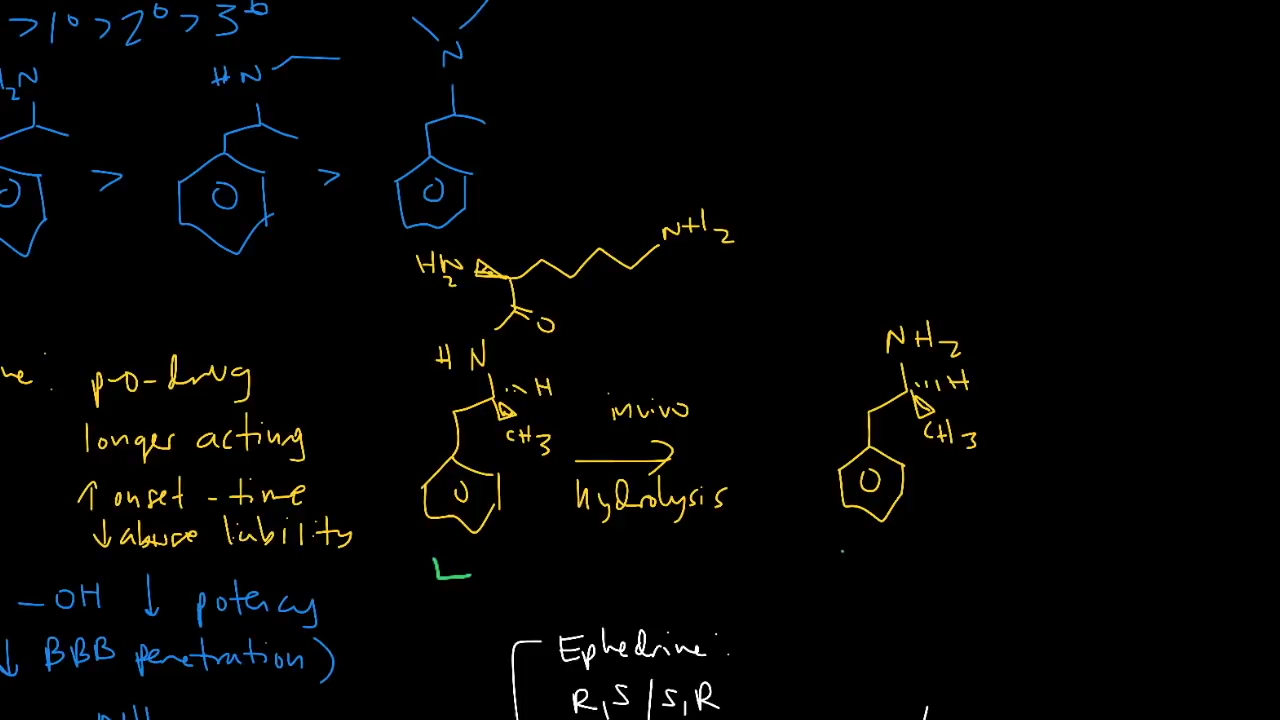 >1° >2° >3°
H₂N
HN
N
> >
H₂N NH₂
O
HN
H
CH₃
in vivo
hydrolysis
NH₂
H
CH₃
pro-drug
longer acting
↑ onset-time
↓ abuse liability
-OH ↓ potency
↓ BBB penetration)
L
Ephedrine:
R,S / S,R